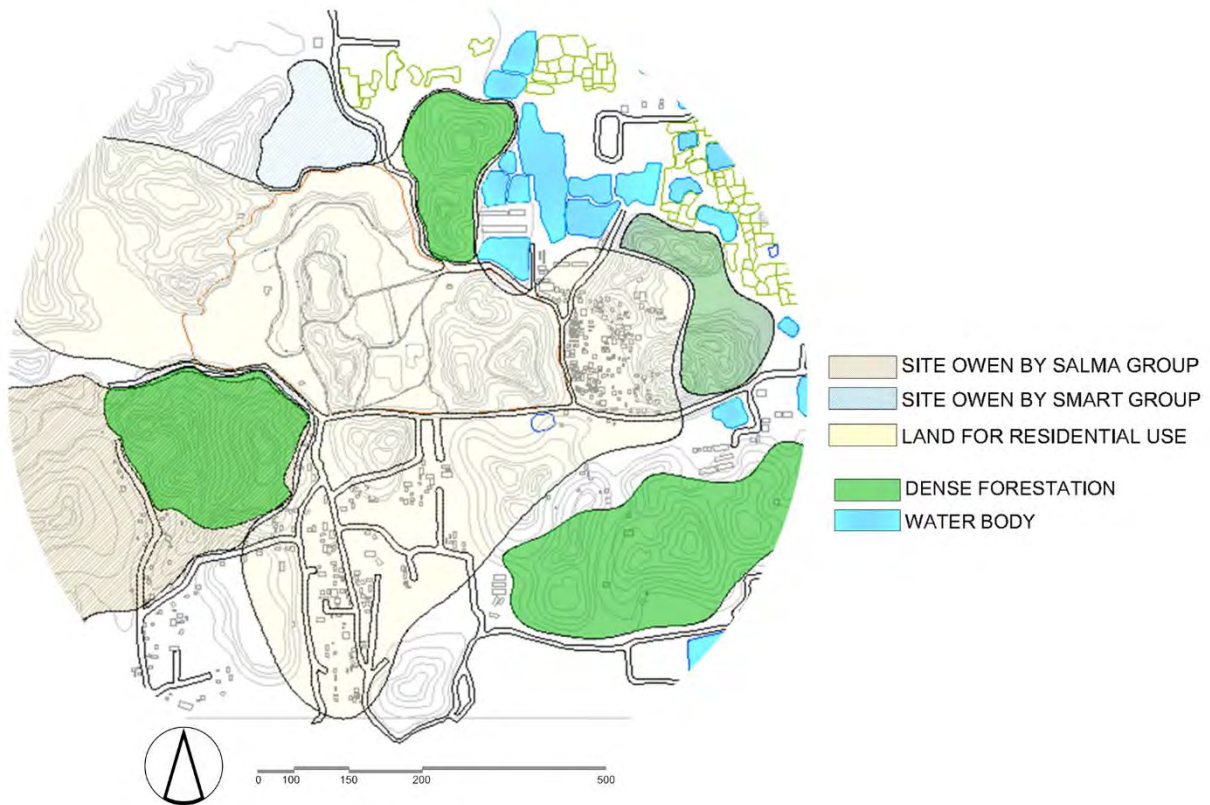 SITE OWEN BY SALMA GROUP
SITE OWEN BY SMART GROUP
LAND FOR RESIDENTIAL USE
DENSE FORESTATION
WATER BODY
0 100 150 200 500